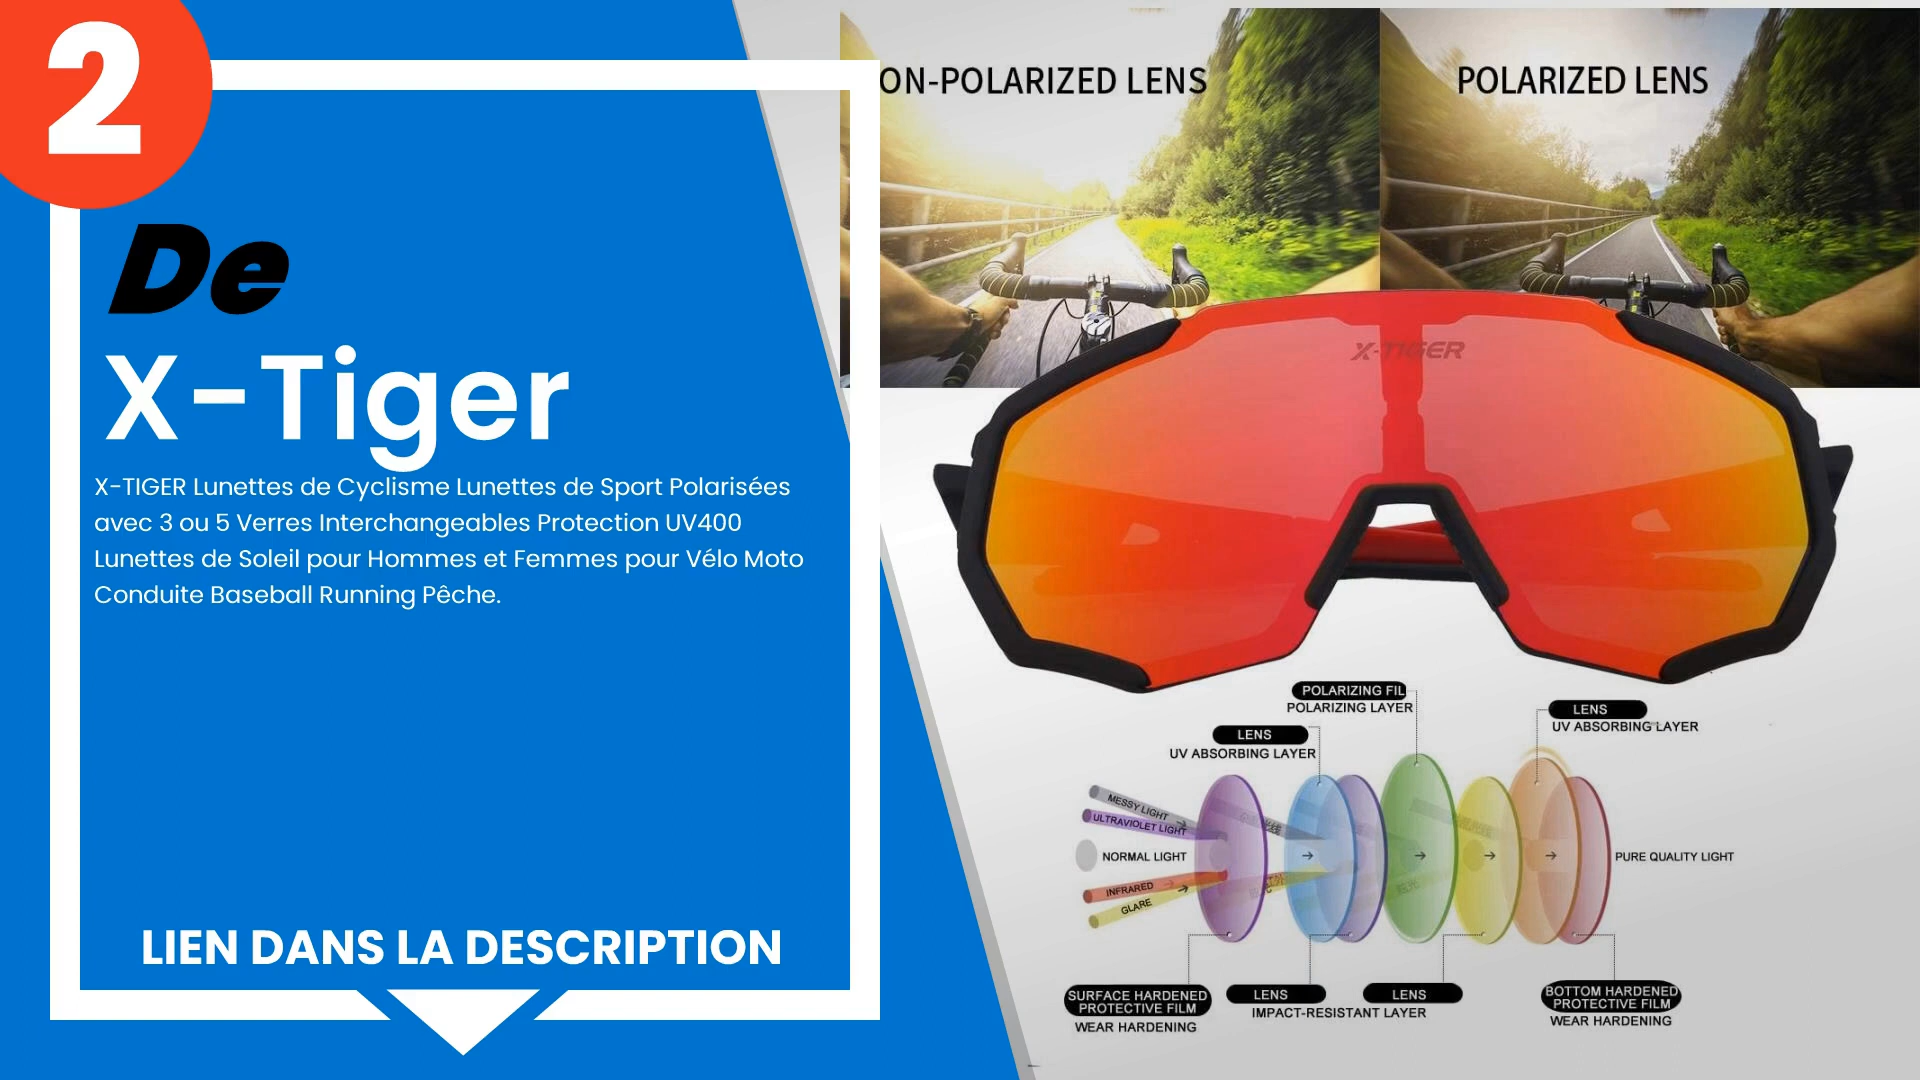 2
De
X-Tiger
X-TIGER Lunettes de Cyclisme Lunettes de Sport Polarisées
avec 3 ou 5 Verres Interchangeables Protection UV400
Lunettes de Soleil pour Hommes et Femmes pour Vélo Moto
Conduite Baseball Running Pêche.
LIEN DANS LA DESCRIPTION
ON-POLARIZED LENS
POLARIZED LENS
X-TIGER
POLARIZING FIL
POLARIZING LAYER
LENS
UV ABSORBING LAYER
LENS
UV ABSORBING LAYER
MESSY LIGHT
ULTRAVIOLET LIGHT
NORMAL LIGHT
INFRARED
GLARE
PURE QUALITY LIGHT
SURFACE HARDENED
PROTECTIVE FILM
WEAR HARDENING
LENS
LENS
IMPACT-RESISTANT LAYER
BOTTOM HARDENED
PROTECTIVE FILM
WEAR HARDENING